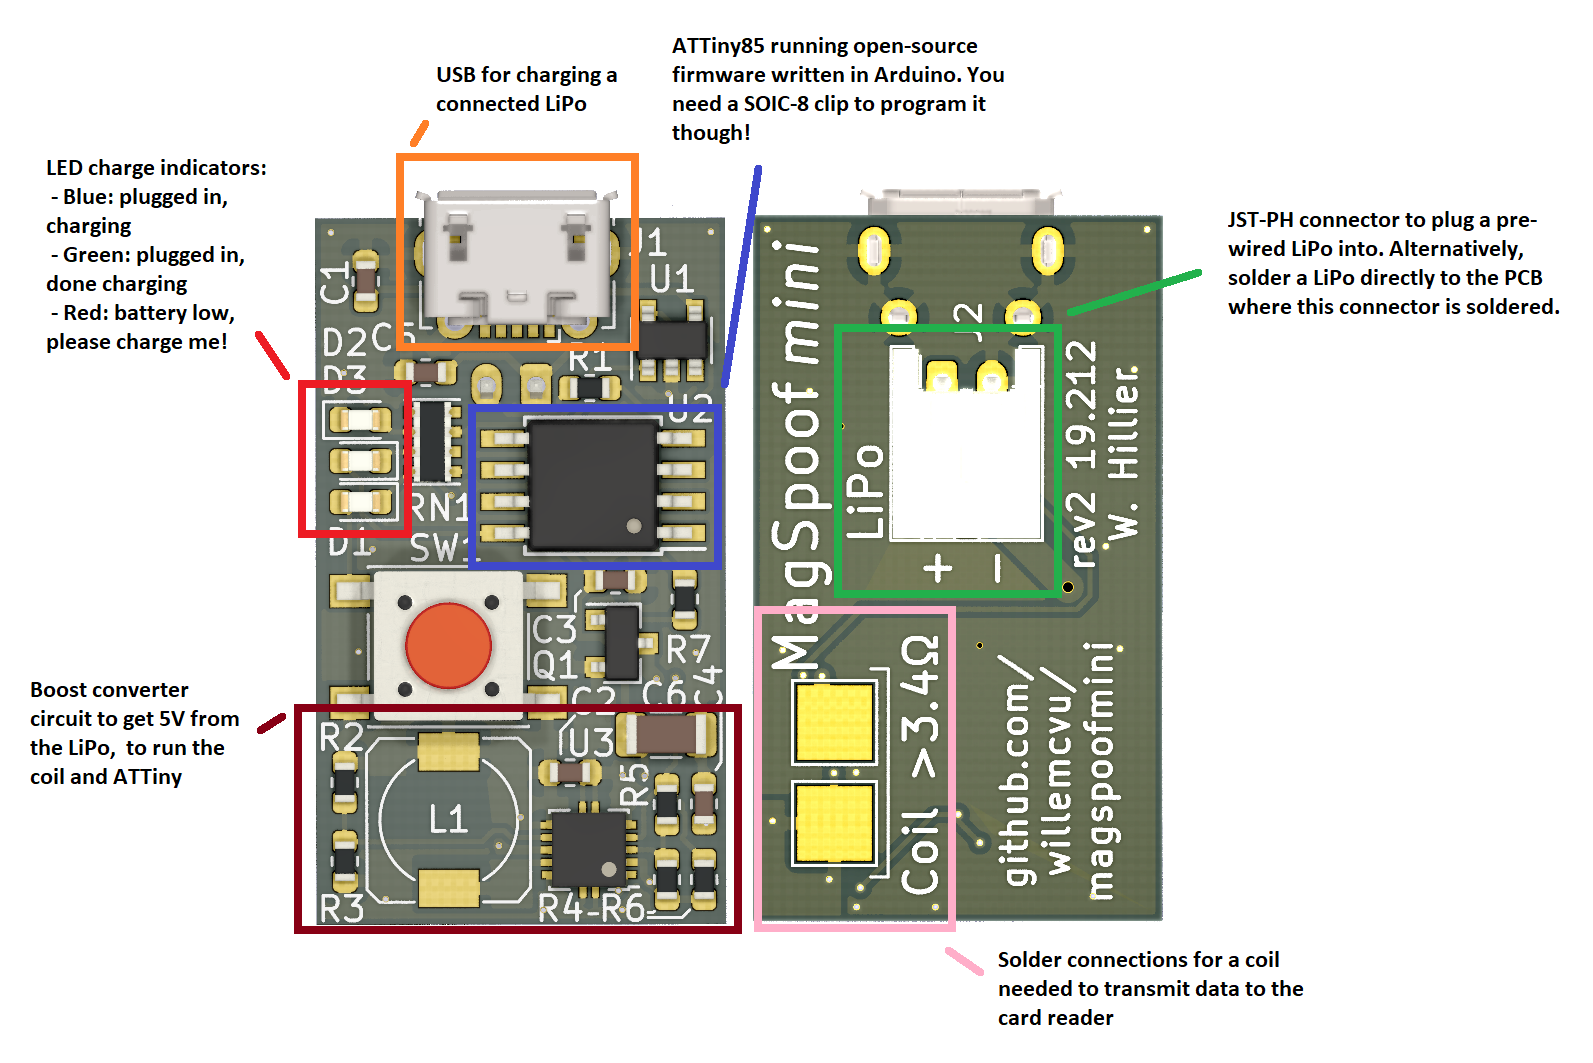 ATTiny85 running open-source
firmware written in Arduino. You
need a SOIC-8 clip to program it
though!
USB for charging a
connected LiPo
LED charge indicators:
- Blue: plugged in,
charging
- Green: plugged in,
done charging
- Red: battery low,
please charge me!
JST-PH connector to plug a pre-
wired LiPo into. Alternatively,
solder a LiPo directly to the PCB
where this connector is soldered.
Boost converter
circuit to get 5V from
the LiPo,  to run the
coil and ATTiny
Solder connections for a coil
needed to transmit data to the
card reader
J1
U1
C1
D2
C5
R1
D3
U2
RN1
D1
SW1
C3
Q1
R7
C2
C6
C4
R2
U3
R5
L1
R3
R4-R6
MagSpoof mini
J2
LiPo
+ -
rev2 19.212
W. Hillier.
Coil >3.4Ω
github.com/
willemcvu/
magspoofmini